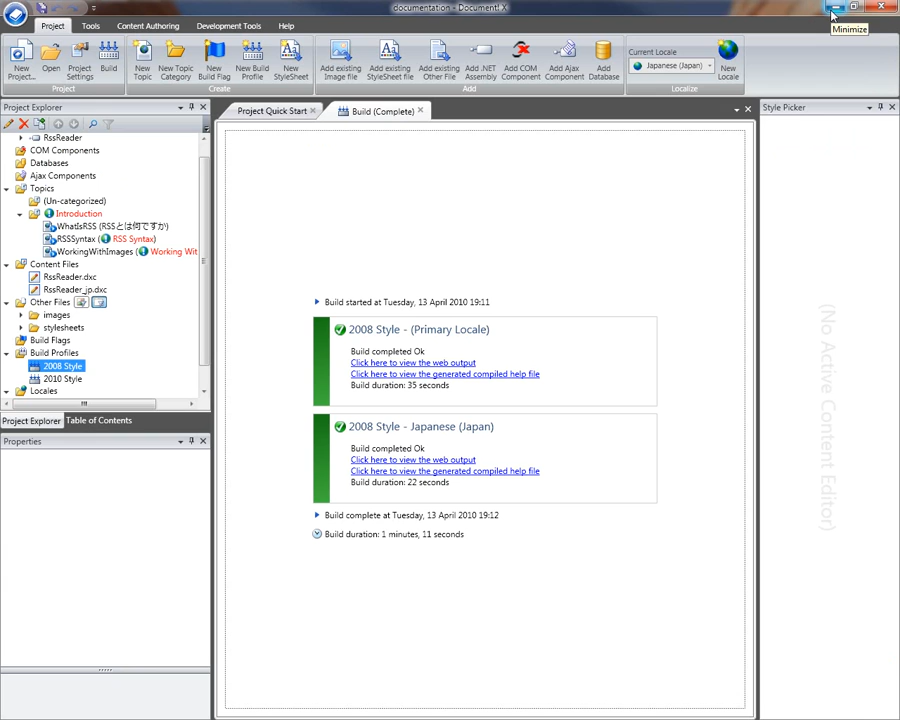 documentation - Document! X
Minimize
Project Tools Content Authoring Development Tools Help
New Project... Open Project Settings Build
Project
New Topic New Topic Category New Build Flag New Build Profile New StyleSheet
Create
Add existing Image file Add existing StyleSheet file Add existing Other File Add .NET Assembly Add COM Component Add Ajax Component Add Database
Add
Current Locale
Japanese (Japan)
New Locale
Localize
Project Explorer
RssReader
COM Components
Databases
Ajax Components
Topics
(Un-categorized)
Introduction
WhatIsRSS (RSSとは何ですか)
RSSSyntax ( RSS Syntax)
WorkingWithImages ( Working Wit
Content Files
RssReader.dxc
RssReader_jp.dxc
Other Files
images
stylesheets
Build Flags
Build Profiles
2008 Style
2010 Style
Locales
Project Explorer Table of Contents
Properties
Project Quick Start Build (Complete)
Build started at Tuesday, 13 April 2010 19:11
2008 Style - (Primary Locale)
Build completed Ok
Click here to view the web output
Click here to view the generated compiled help file
Build duration: 35 seconds
2008 Style - Japanese (Japan)
Build completed Ok
Click here to view the web output
Click here to view the generated compiled help file
Build duration: 22 seconds
Build complete at Tuesday, 13 April 2010 19:12
Build duration: 1 minutes, 11 seconds
Style Picker
(No Active Content Editor)